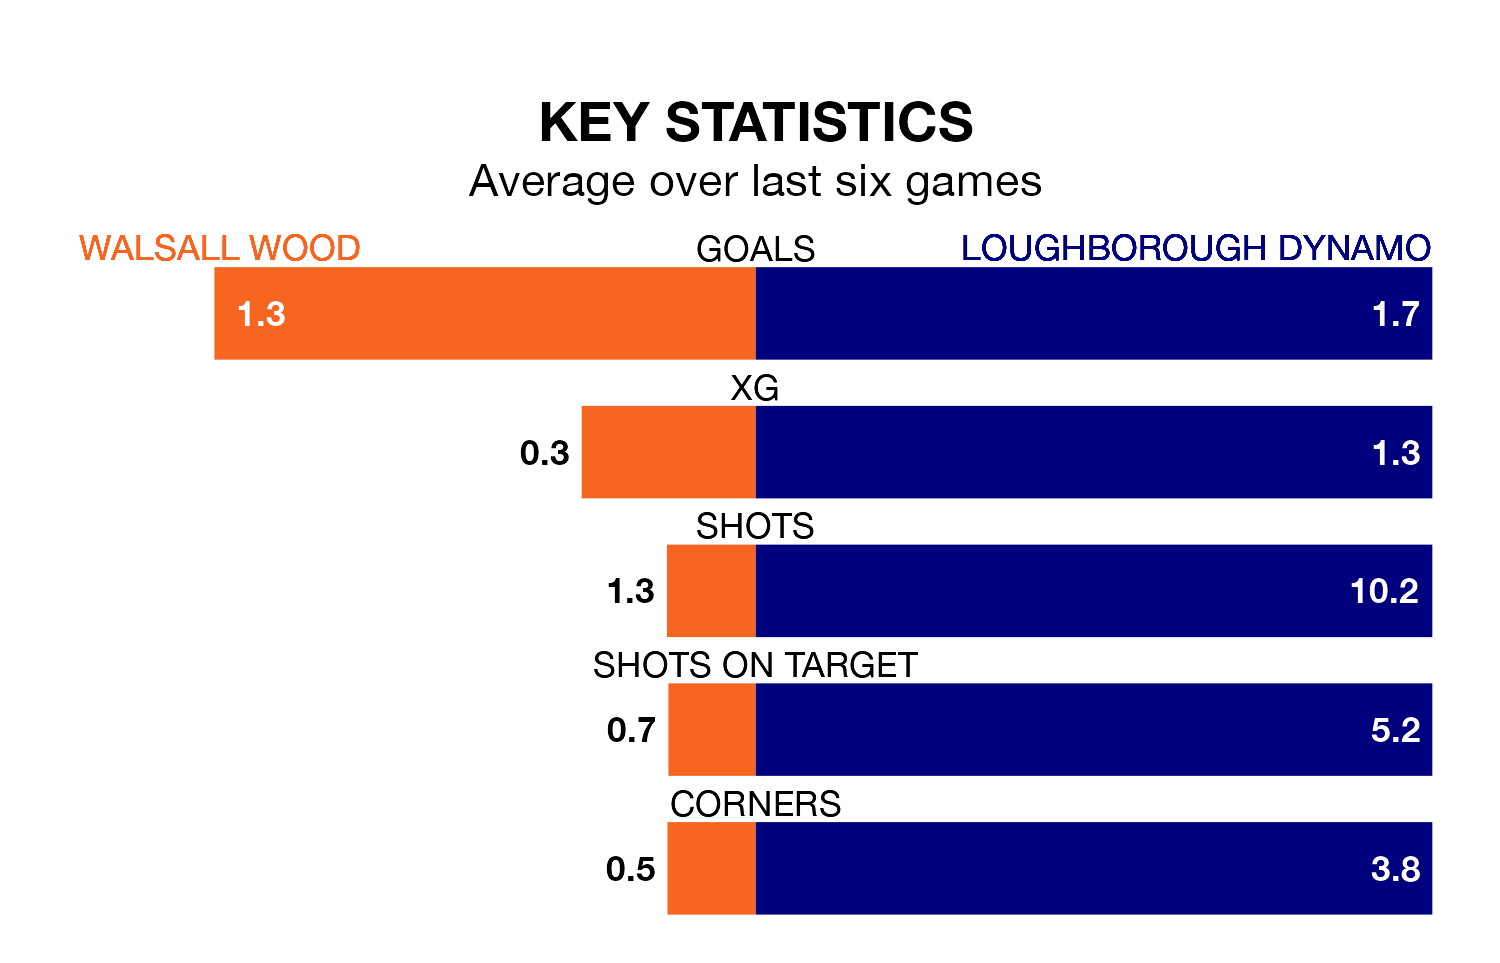 KEY STATISTICS
Average over last six games
WALSALL WOOD GOALS LOUGHBOROUGH DYNAMO
1.3 1.7
XG
0.3 1.3
SHOTS
1.3 10.2
SHOTS ON TARGET
0.7 5.2
CORNERS
0.5 3.8